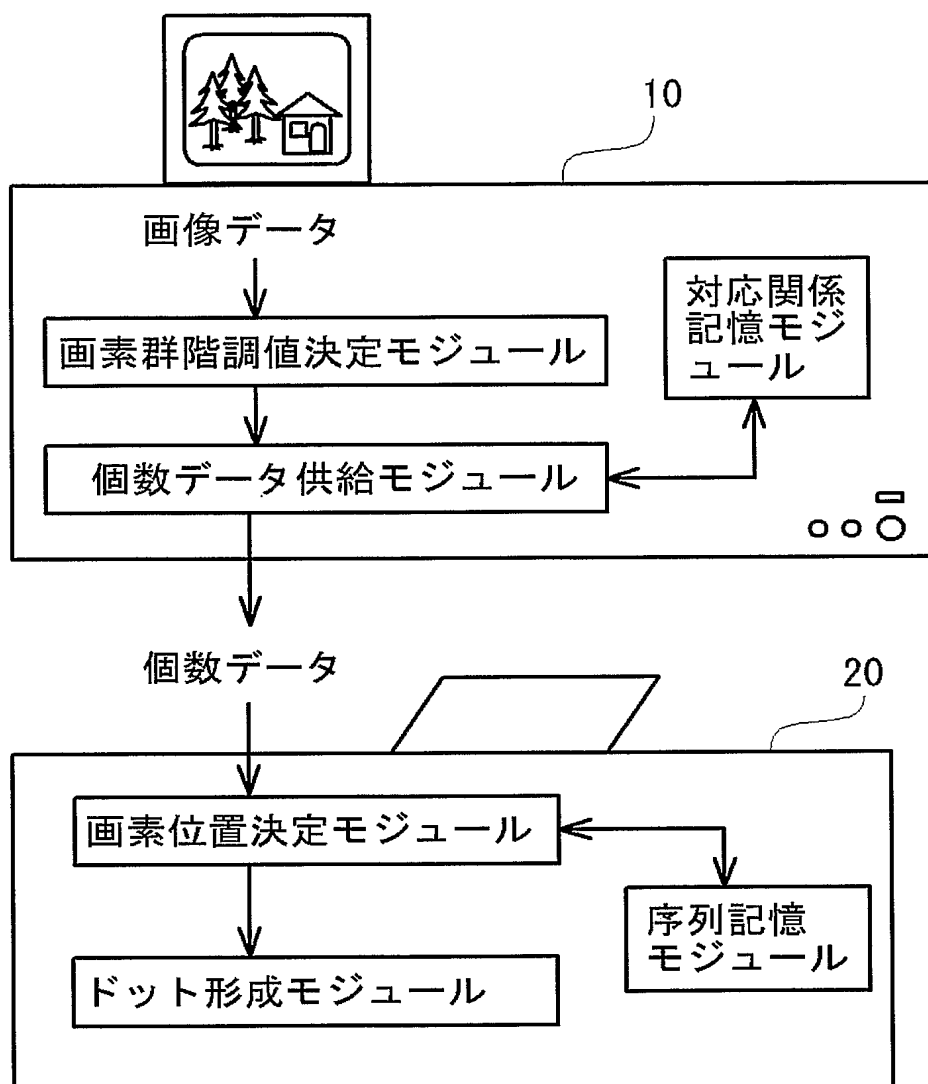 10
画像データ
対応関係
記憶モジ
ュール
画素群階調値決定モジュール
個数データ供給モジュール
個数データ
20
画素位置決定モジュール
序列記憶
モジュール
ドット形成モジュール